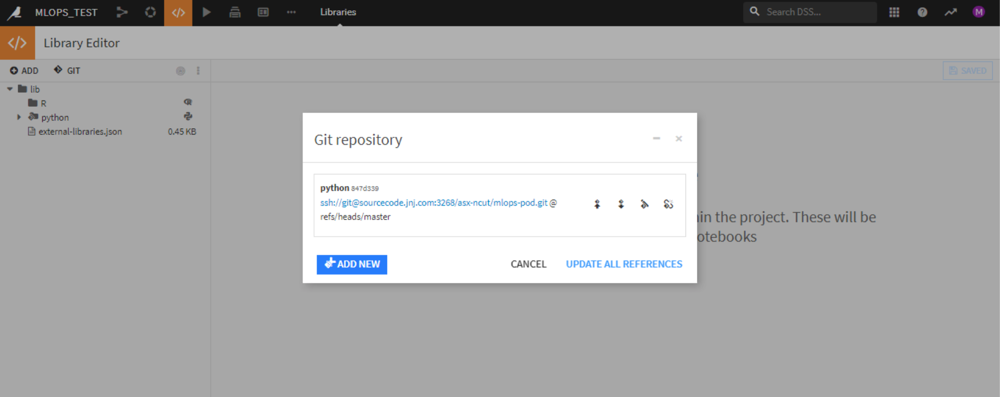 MLOPS_TEST
Libraries
Search DSS...
M
Library Editor
ADD
GIT
SAVED
lib
R
python
external-libraries.json 0.45 KB
Git repository
python 847d339
ssh://git@sourcecode.jnj.com:3268/asx-ncut/mlops-pod.git @
refs/heads/master
in the project. These will be
otebooks
ADD NEW
CANCEL
UPDATE ALL REFERENCES